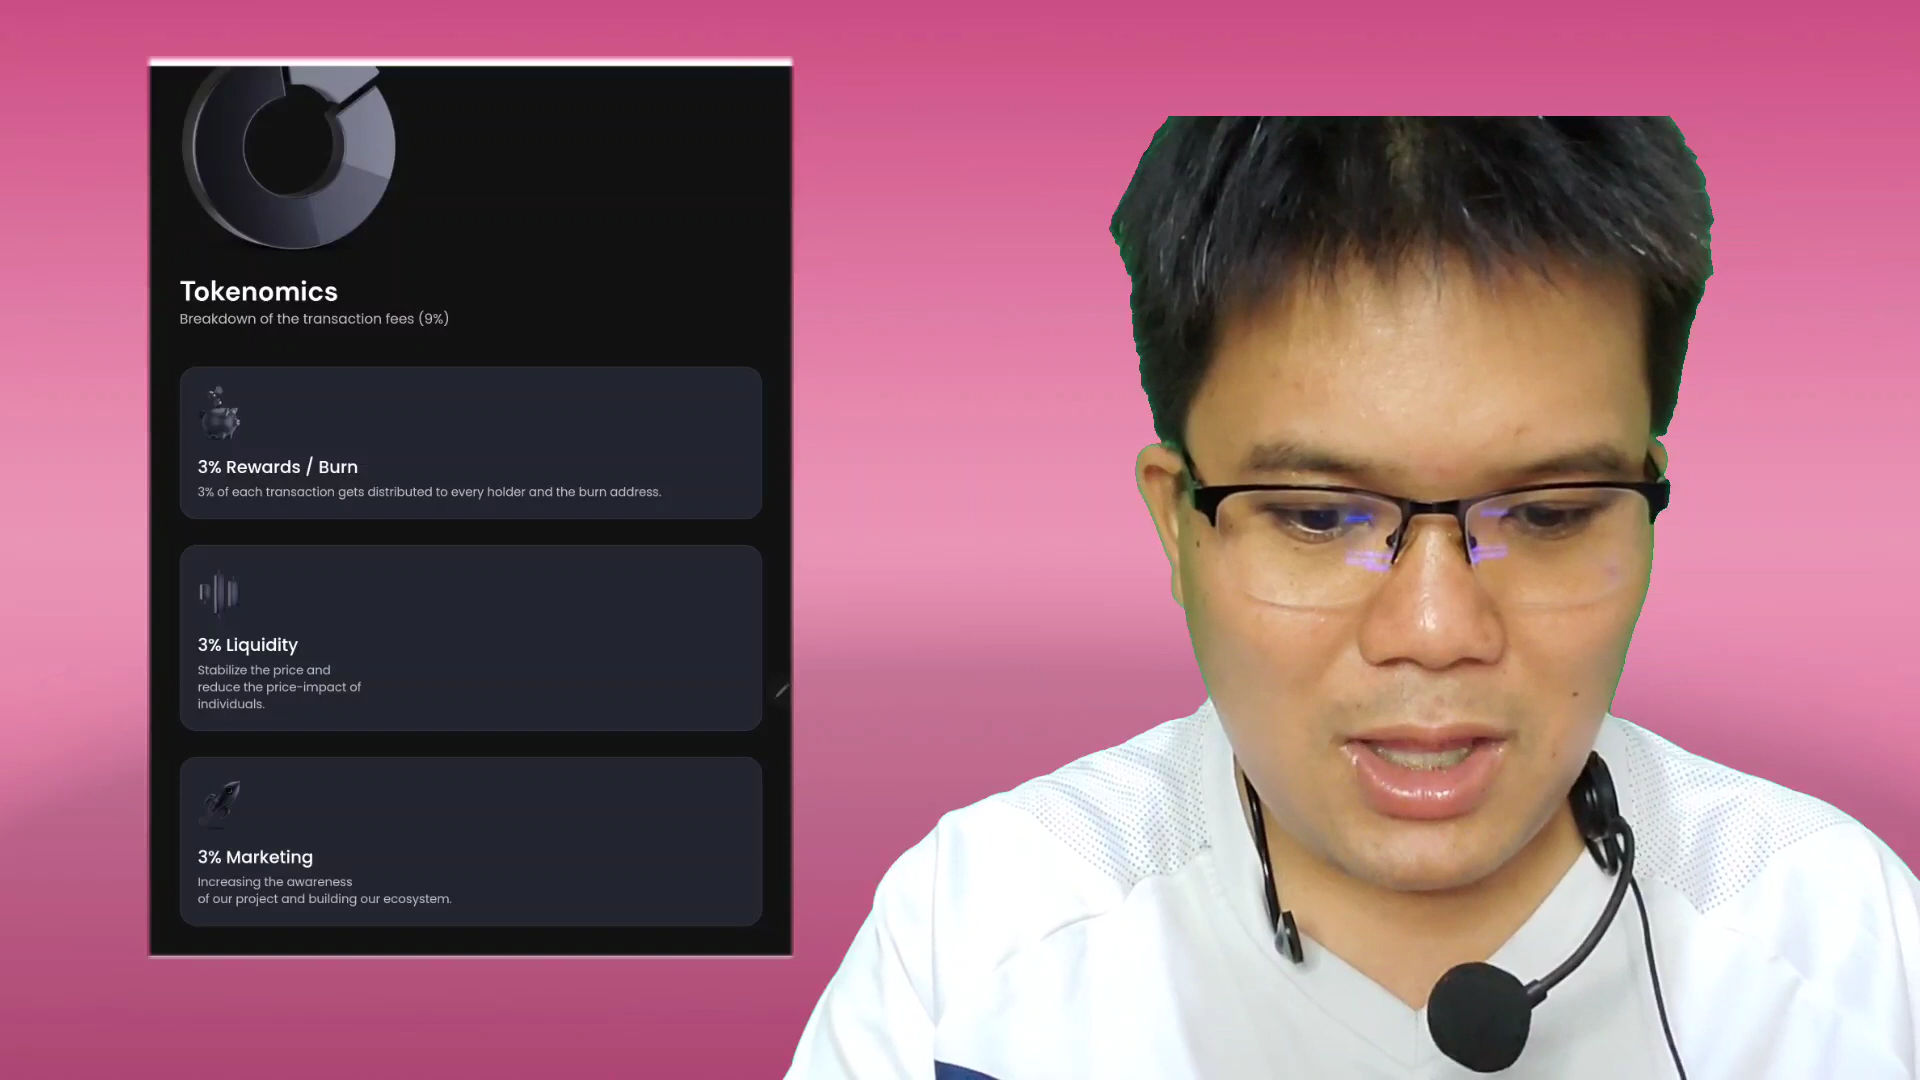 Tokenomics
Breakdown of the transaction fees (9%)
3% Rewards / Burn
3% of each transaction gets distributed to every holder and the burn address.
3% Liquidity
Stabilize the price and
reduce the price-impact of
individuals.
3% Marketing
Increasing the awareness
of our project and building our ecosystem.